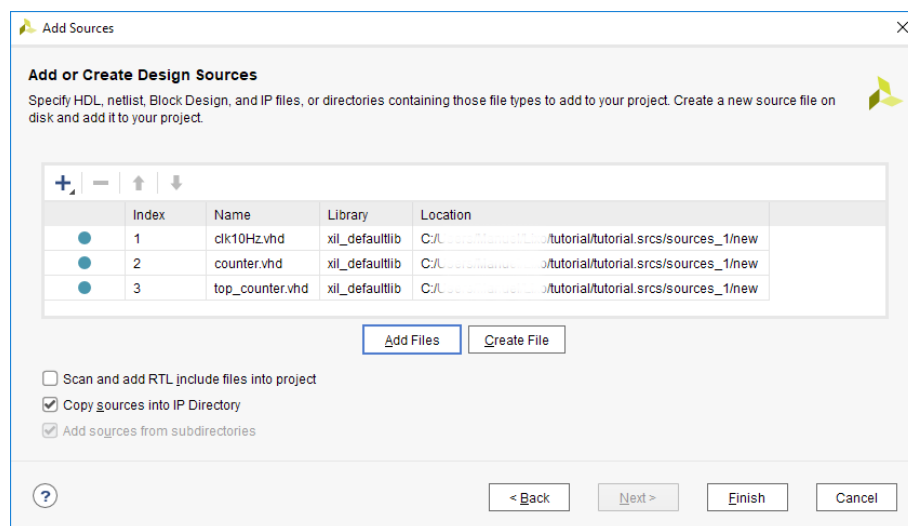 Add Sources
Add or Create Design Sources
Specify HDL, netlist, Block Design, and IP files, or directories containing those file types to add to your project. Create a new source file on
disk and add it to your project.
Index Name Library Location
1 clk10Hz.vhd xil_defaultlib C:/ /tutorial/tutorial.srcs/sources_1/new
2 counter.vhd xil_defaultlib C:/ /tutorial/tutorial.srcs/sources_1/new
3 top_counter.vhd xil_defaultlib C:/ /tutorial/tutorial.srcs/sources_1/new
Add Files Create File
Scan and add RTL include files into project
Copy sources into IP Directory
Add sources from subdirectories
? < Back Next > Finish Cancel